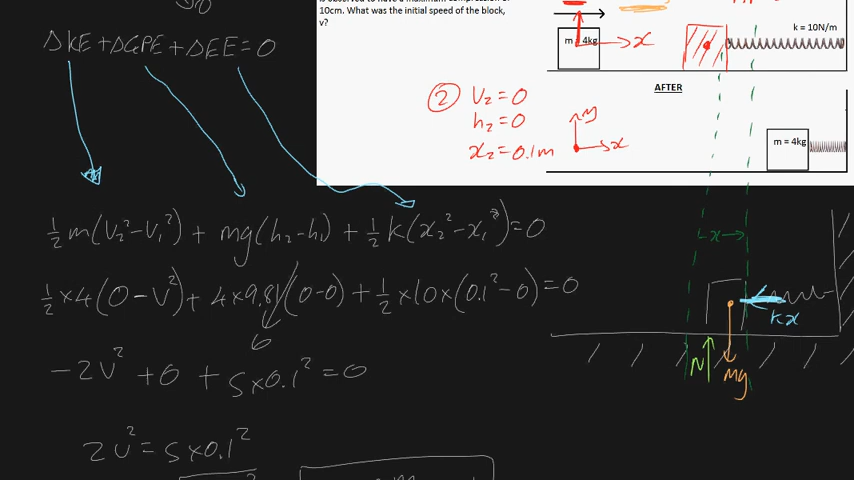 10cm. What was the initial speed of the block,
v?
ΔKE+ΔGPE+ΔEE=0
m = 4kg
x
k = 10N/m
AFTER
② V₂=0
h₂=0
x₂=0.1m
y
x
m = 4kg
½m(V₂²-V₁²) + mg(h₂-h₁) + ½k(x₂²-x₁²)=0
½×4(0-V²)+4×9.81(0-0)+½×10×(0.1²-0)=0
0
-2V²+0+5×0.1²=0
2V²=5×0.1²
x
kx
N
mg